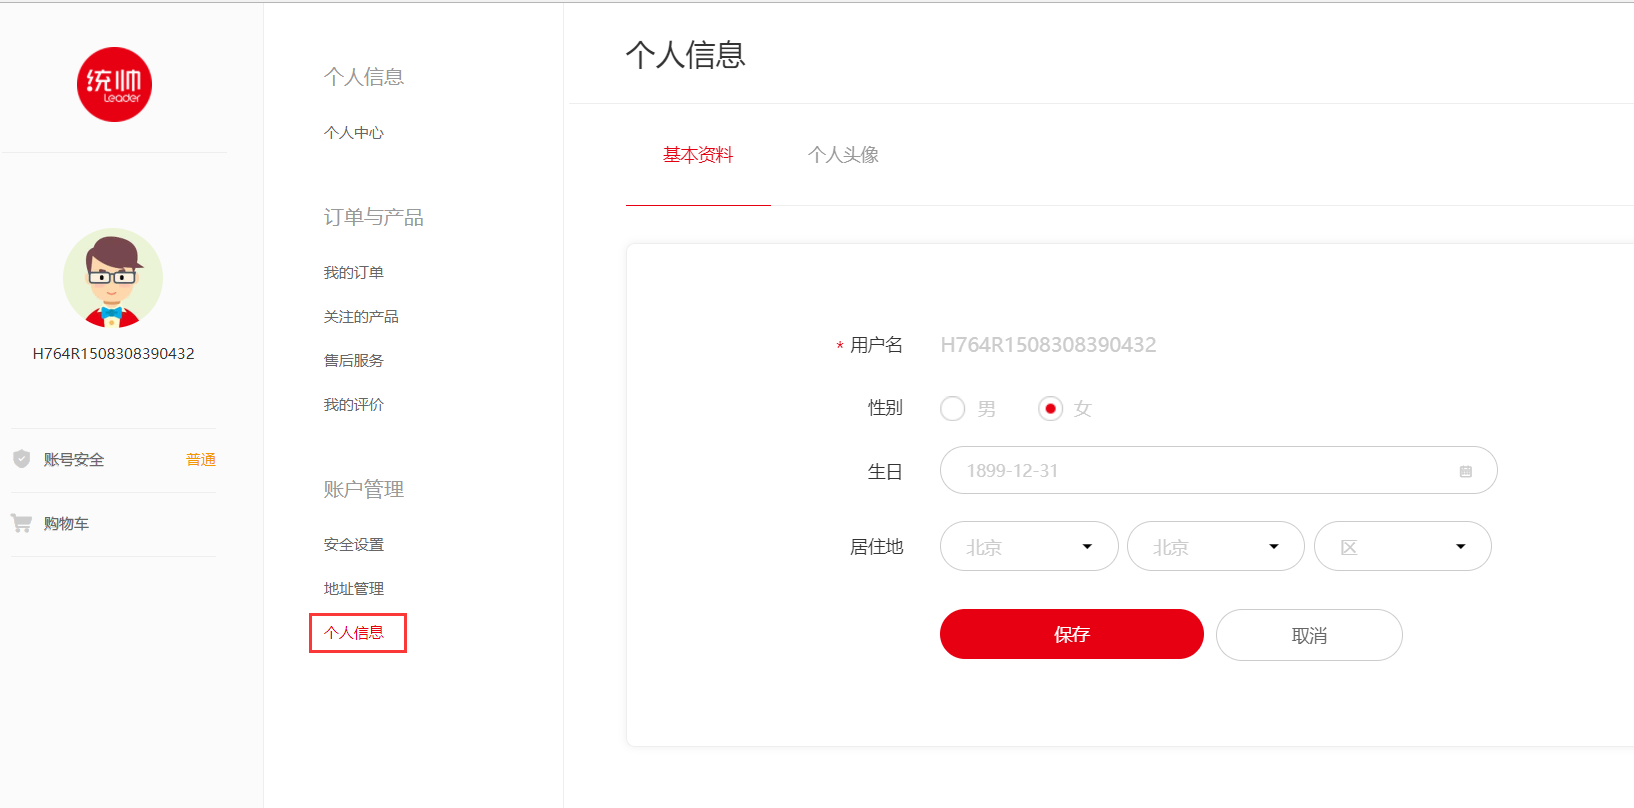 统帅
Leader
H764R1508308390432
账号安全 普通
购物车
个人信息
个人中心
订单与产品
我的订单
关注的产品
售后服务
我的评价
账户管理
安全设置
地址管理
个人信息
个人信息
基本资料 个人头像
* 用户名 H764R1508308390432
性别 男 女
生日 1899-12-31
居住地 北京 北京 区
保存 取消